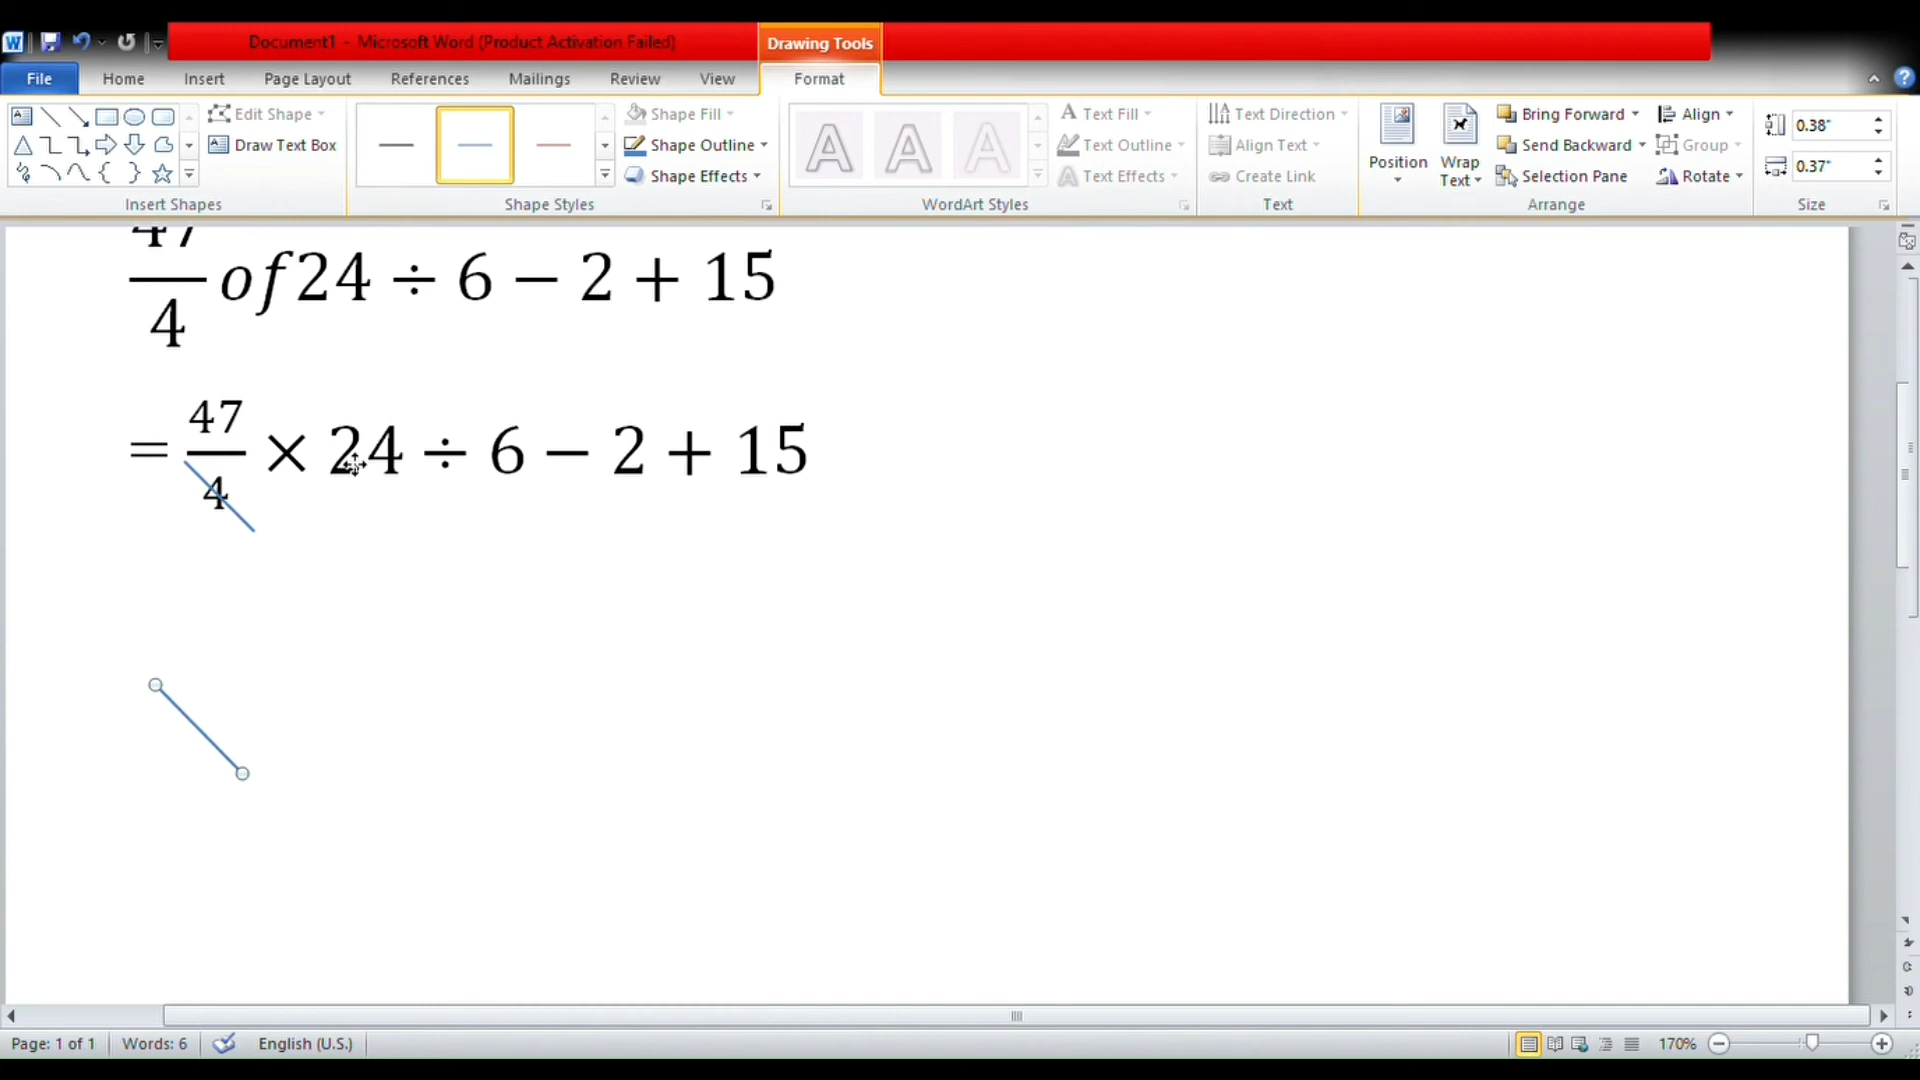 Document1 - Microsoft Word (Product Activation Failed)
Drawing Tools
File Home Insert Page Layout References Mailings Review View Format
Edit Shape
Draw Text Box
Insert Shapes
Shape Fill
Shape Outline
Shape Effects
Shape Styles
Text Fill
Text Outline
Text Effects
WordArt Styles
Text Direction
Align Text
Create Link
Text
Position
Wrap Text
Bring Forward
Send Backward
Selection Pane
Align
Group
Rotate
Arrange
0.38"
0.37"
Size
47/4 of24 ÷ 6 − 2 + 15
= 47/4 × 24 ÷ 6 − 2 + 15
Page: 1 of 1 Words: 6 English (U.S.) 170%